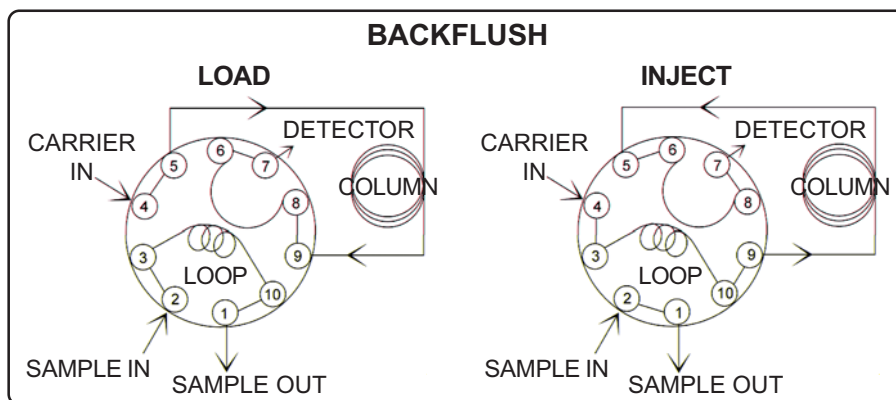 BACKFLUSH
LOAD
CARRIER
IN
DETECTOR
COLUMN
LOOP
SAMPLE IN
SAMPLE OUT
1
2
3
4
5
6
7
8
9
10
INJECT
CARRIER
IN
DETECTOR
COLUMN
LOOP
SAMPLE IN
SAMPLE OUT
1
2
3
4
5
6
7
8
9
10